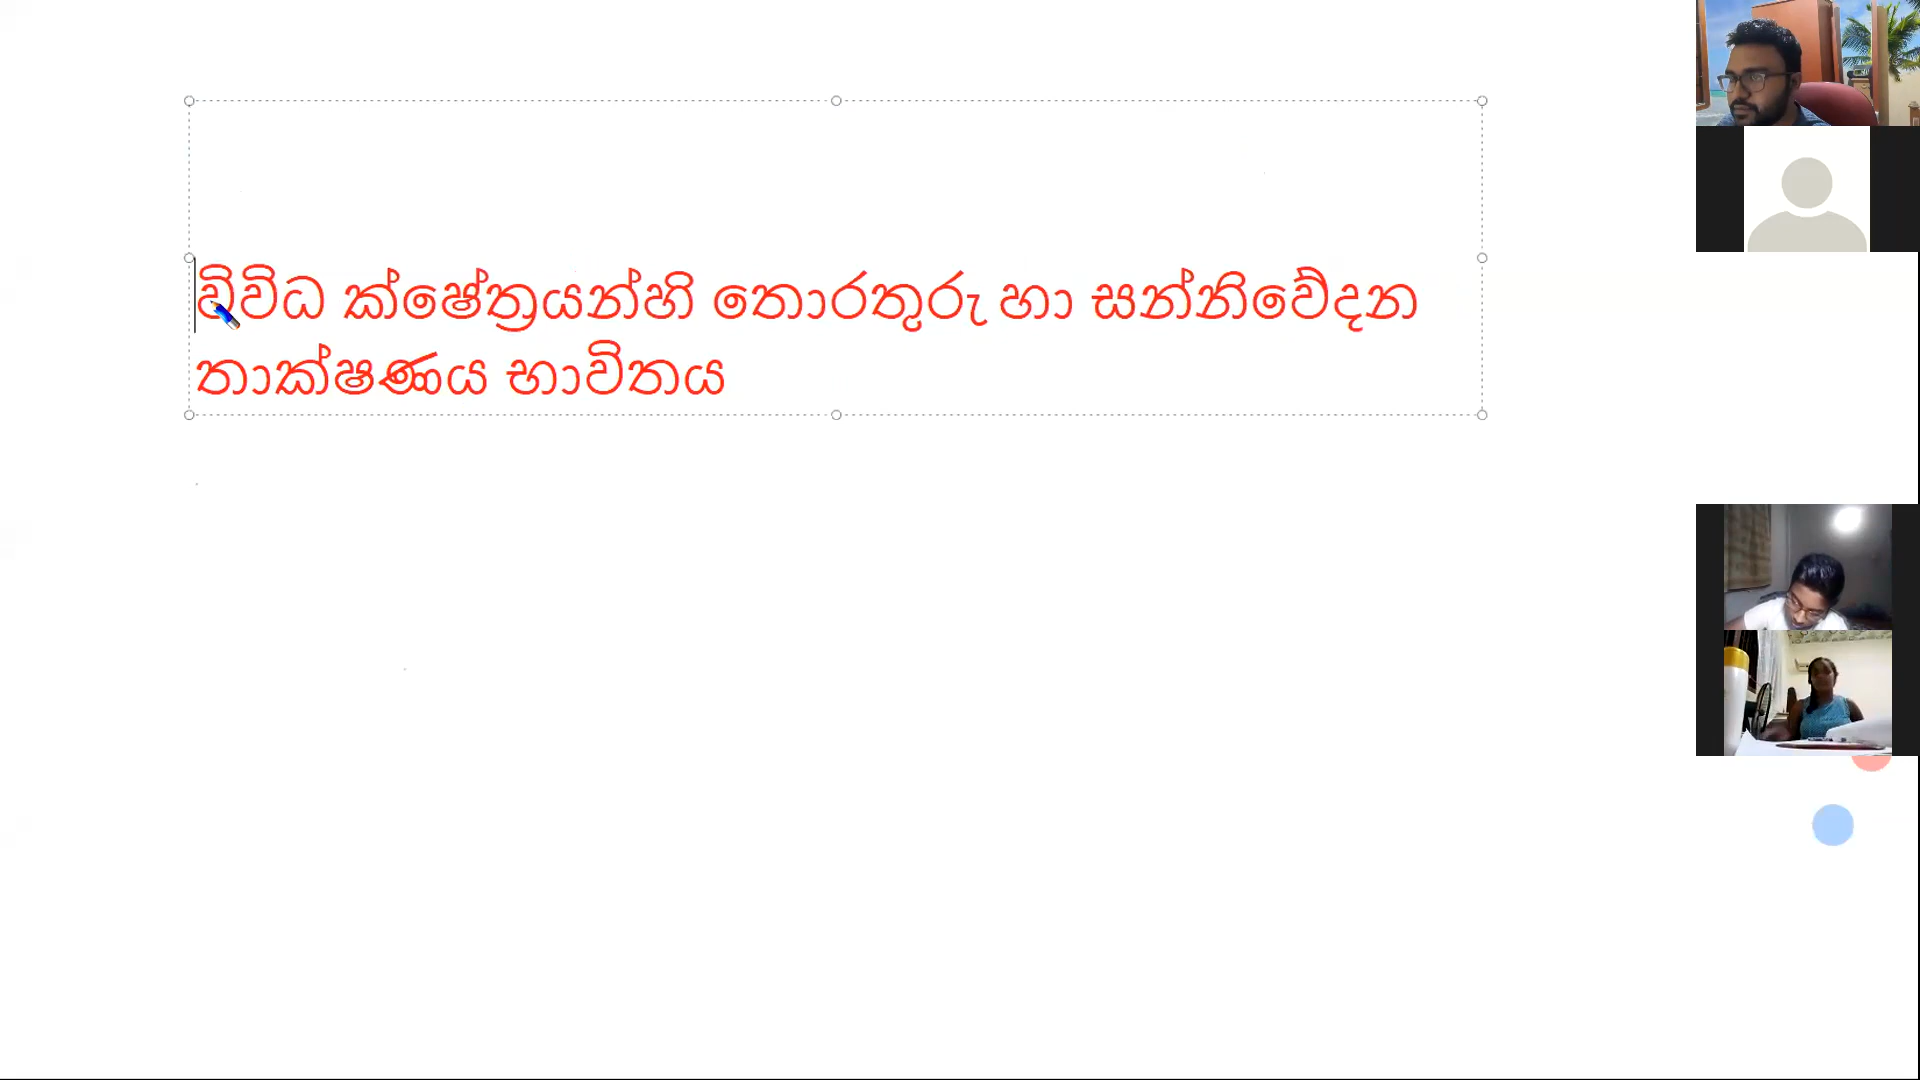 විවිධ ක්ෂේත්‍රයන්හි තොරතුරු හා සන්නිවේදන
තාක්ෂණය භාවිතය